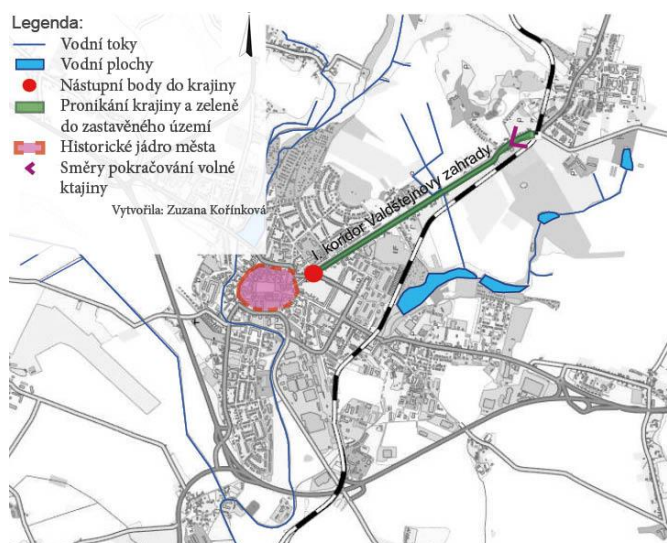 Legenda:
Vodní toky
Vodní plochy
Nástupní body do krajiny
Pronikání krajiny a zeleně
do zastavěného území
Historické jádro města
Směry pokračování volné
ktajiny
Vytvořila: Zuzana Kořínková
I. koridor Valdštejnovy zahrady